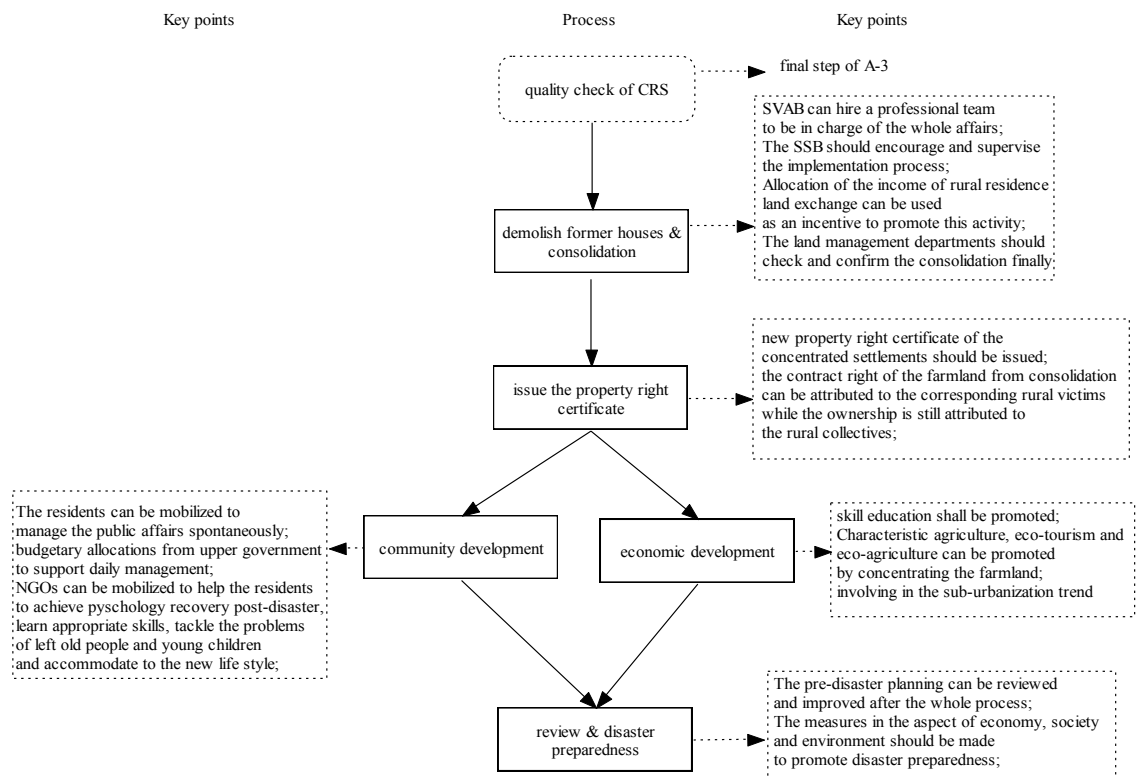 Key points
Process
Key points
quality check of CRS
final step of A-3
SVAB can hire a professional team
to be in charge of the whole affairs;
The SSB should encourage and supervise
the implementation process;
Allocation of the income of rural residence
land exchange can be used
as an incentive to promote this activity;
The land management departments should
check and confirm the consolidation finally
demolish former houses &
consolidation
new property right certificate of the
concentrated settlements should be issued;
the contract right of the farmland from consolidation
can be attributed to the corresponding rural victims
while the ownership is still attributed to
the rural collectives;
issue the property right
certificate
The residents can be mobilized to
manage the public affairs spontaneously;
budgetary allocations from upper government
to support daily management;
NGOs can be mobilized to help the residents
to achieve pyschology recovery post-disaster,
learn appropriate skills, tackle the problems
of left old people and young children
and accommodate to the new life style;
community development
economic development
skill education shall be promoted;
Characteristic agriculture, eco-tourism and
eco-agriculture can be promoted
by concentrating the farmland;
involving in the sub-urbanization trend
review & disaster
preparedness
The pre-disaster planning can be reviewed
and improved after the whole process;
The measures in the aspect of economy, society
and environment should be made
to promote disaster preparedness;